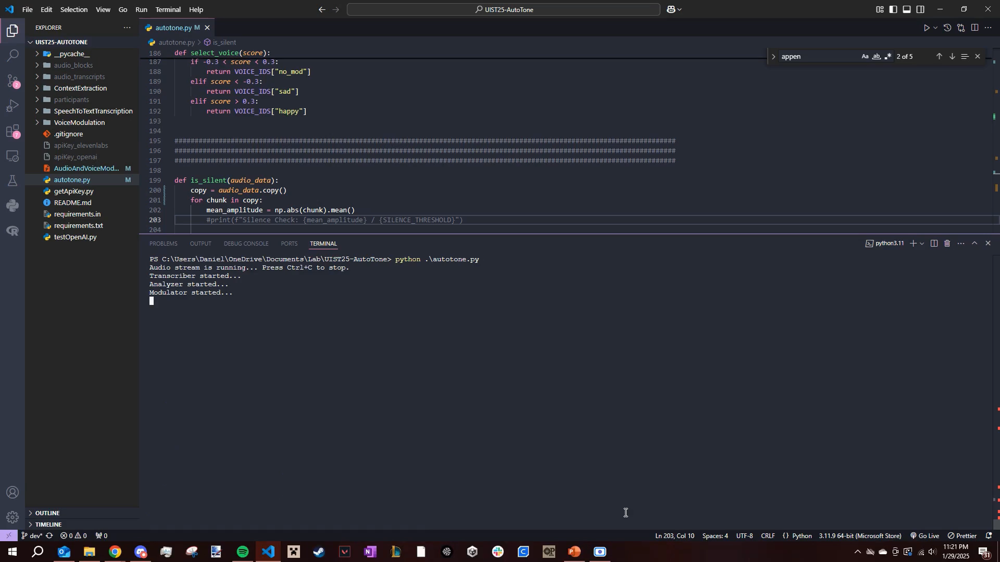 File Edit Selection View Go Run Terminal Help
UIST25-AutoTone
EXPLORER
UIST25-AUTOTONE
__pycache__
audio_blocks
audio_transcripts
ContextExtraction
participants
SpeechToTextTranscription
VoiceModulation
.gitignore
apiKey_elevenlabs
apiKey_openai
AudioAndVoiceMod... M
autotone.py M
getApiKey.py
README.md
requirements.in
requirements.txt
testOpenAI.py
OUTLINE
TIMELINE
2
7
autotone.py M
autotone.py > is_silent
appen Aa ab 2 of 5
186 def select_voice(score):
187 if -0.3 < score < 0.3:
188 return VOICE_IDS["no_mod"]
189 elif score < -0.3:
190 return VOICE_IDS["sad"]
191 elif score > 0.3:
192 return VOICE_IDS["happy"]
193
194
195 #############################################################################################################################
196 #############################################################################################################################
197 #############################################################################################################################
198
199 def is_silent(audio_data):
200 copy = audio_data.copy()
201 for chunk in copy:
202 mean_amplitude = np.abs(chunk).mean()
203 #print(f"Silence Check: {mean_amplitude} / {SILENCE_THRESHOLD}")
204
PROBLEMS OUTPUT DEBUG CONSOLE PORTS TERMINAL
python3.11
PS C:\Users\Daniel\OneDrive\Documents\Lab\UIST25-AutoTone> python .\autotone.py
Audio stream is running... Press Ctrl+C to stop.
Transcriber started...
Analyzer started...
Modulator started...
dev* 0 0 0
Ln 203, Col 10 Spaces: 4 UTF-8 CRLF {} Python 3.11.9 64-bit (Microsoft Store) Go Live Prettier
11:21 PM
1/29/2025
31